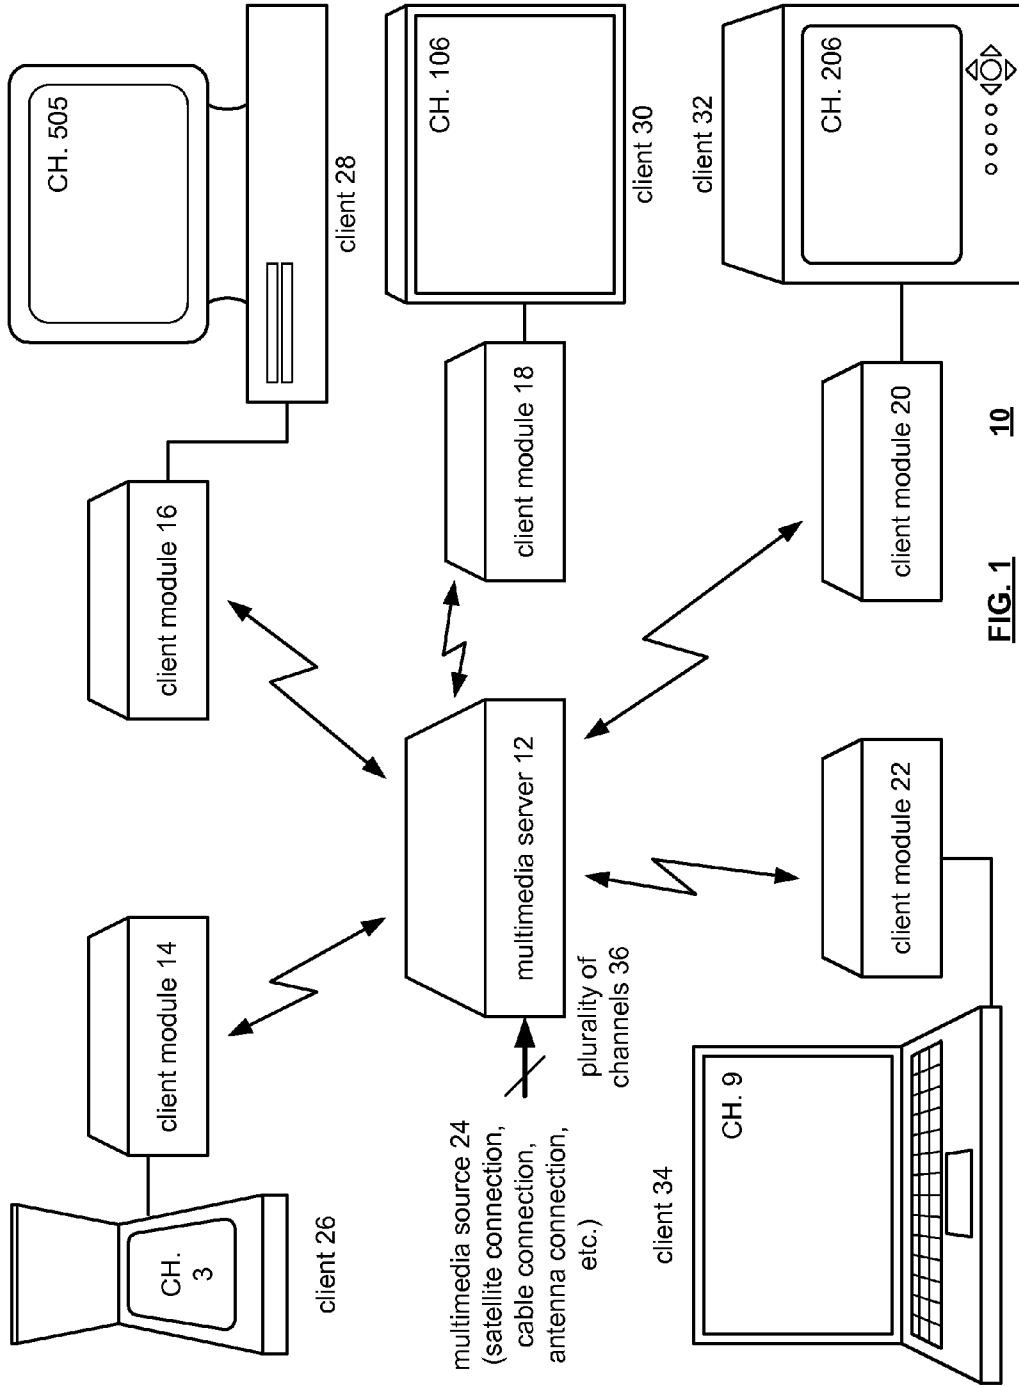 CH.
3
client 26
client module 14
client module 16
CH. 505
client 28
multimedia source 24
(satellite connection,
cable connection,
antenna connection,
etc.)
plurality of
channels 36
multimedia server 12
client module 18
CH. 106
client 30
client 34
CH. 9
client module 22
client module 20
client 32
CH. 206
FIG. 1
10